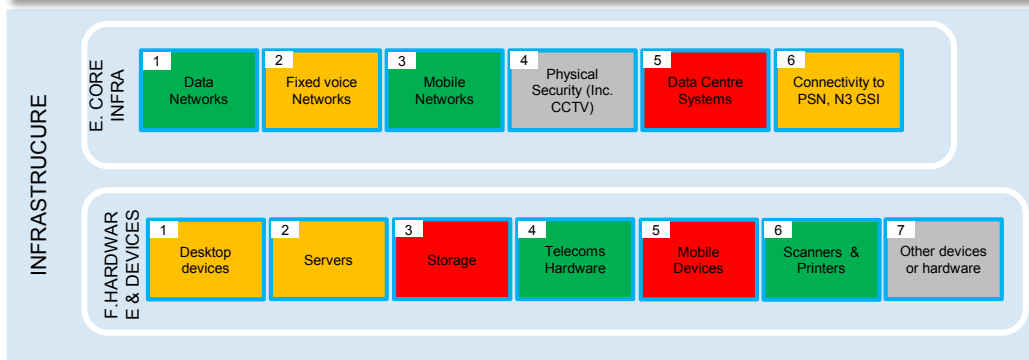 INFRASTRUCURE
E. CORE
INFRA
1
Data
Networks
2
Fixed voice
Networks
3
Mobile
Networks
4
Physical
Security (Inc.
CCTV)
5
Data Centre
Systems
6
Connectivity to
PSN, N3 GSI
F.HARDWAR
E & DEVICES
1
Desktop
devices
2
Servers
3
Storage
4
Telecoms
Hardware
5
Mobile
Devices
6
Scanners &
Printers
7
Other devices
or hardware